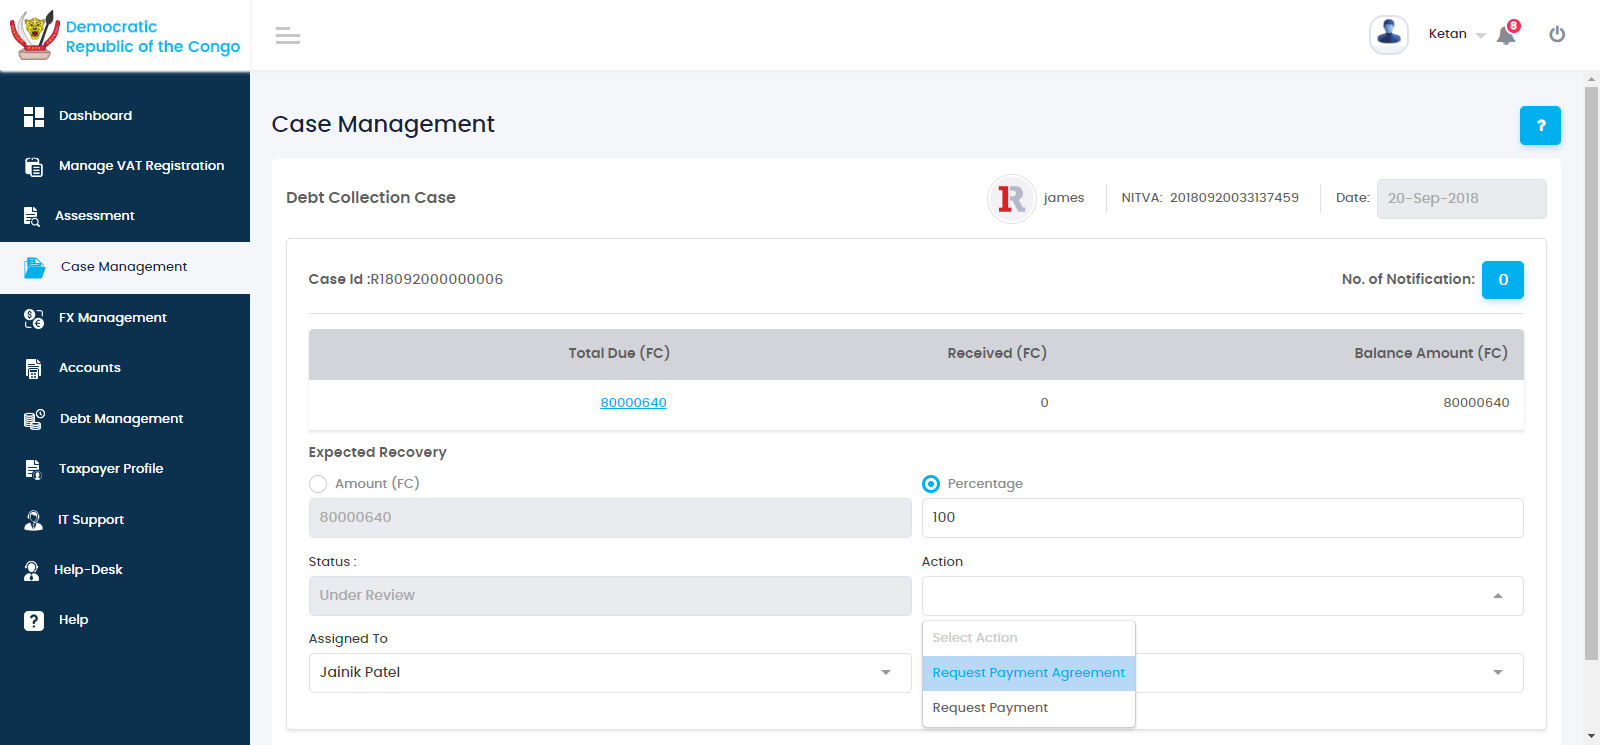 Democratic
Republic of the Congo
Ketan
8
Dashboard
Manage VAT Registration
Assessment
Case Management
FX Management
Accounts
Debt Management
Taxpayer Profile
IT Support
Help-Desk
Help
Case Management
?
Debt Collection Case
1R
james
NITVA: 20180920033137459
Date:
20-Sep-2018
Case Id :R18092000000006
No. of Notification:
0
Total Due (FC)
Received (FC)
Balance Amount (FC)
80000640
0
80000640
Expected Recovery
Amount (FC)
Percentage
80000640
100
Status :
Action
Under Review
Select Action
Request Payment Agreement
Request Payment
Assigned To
Jainik Patel